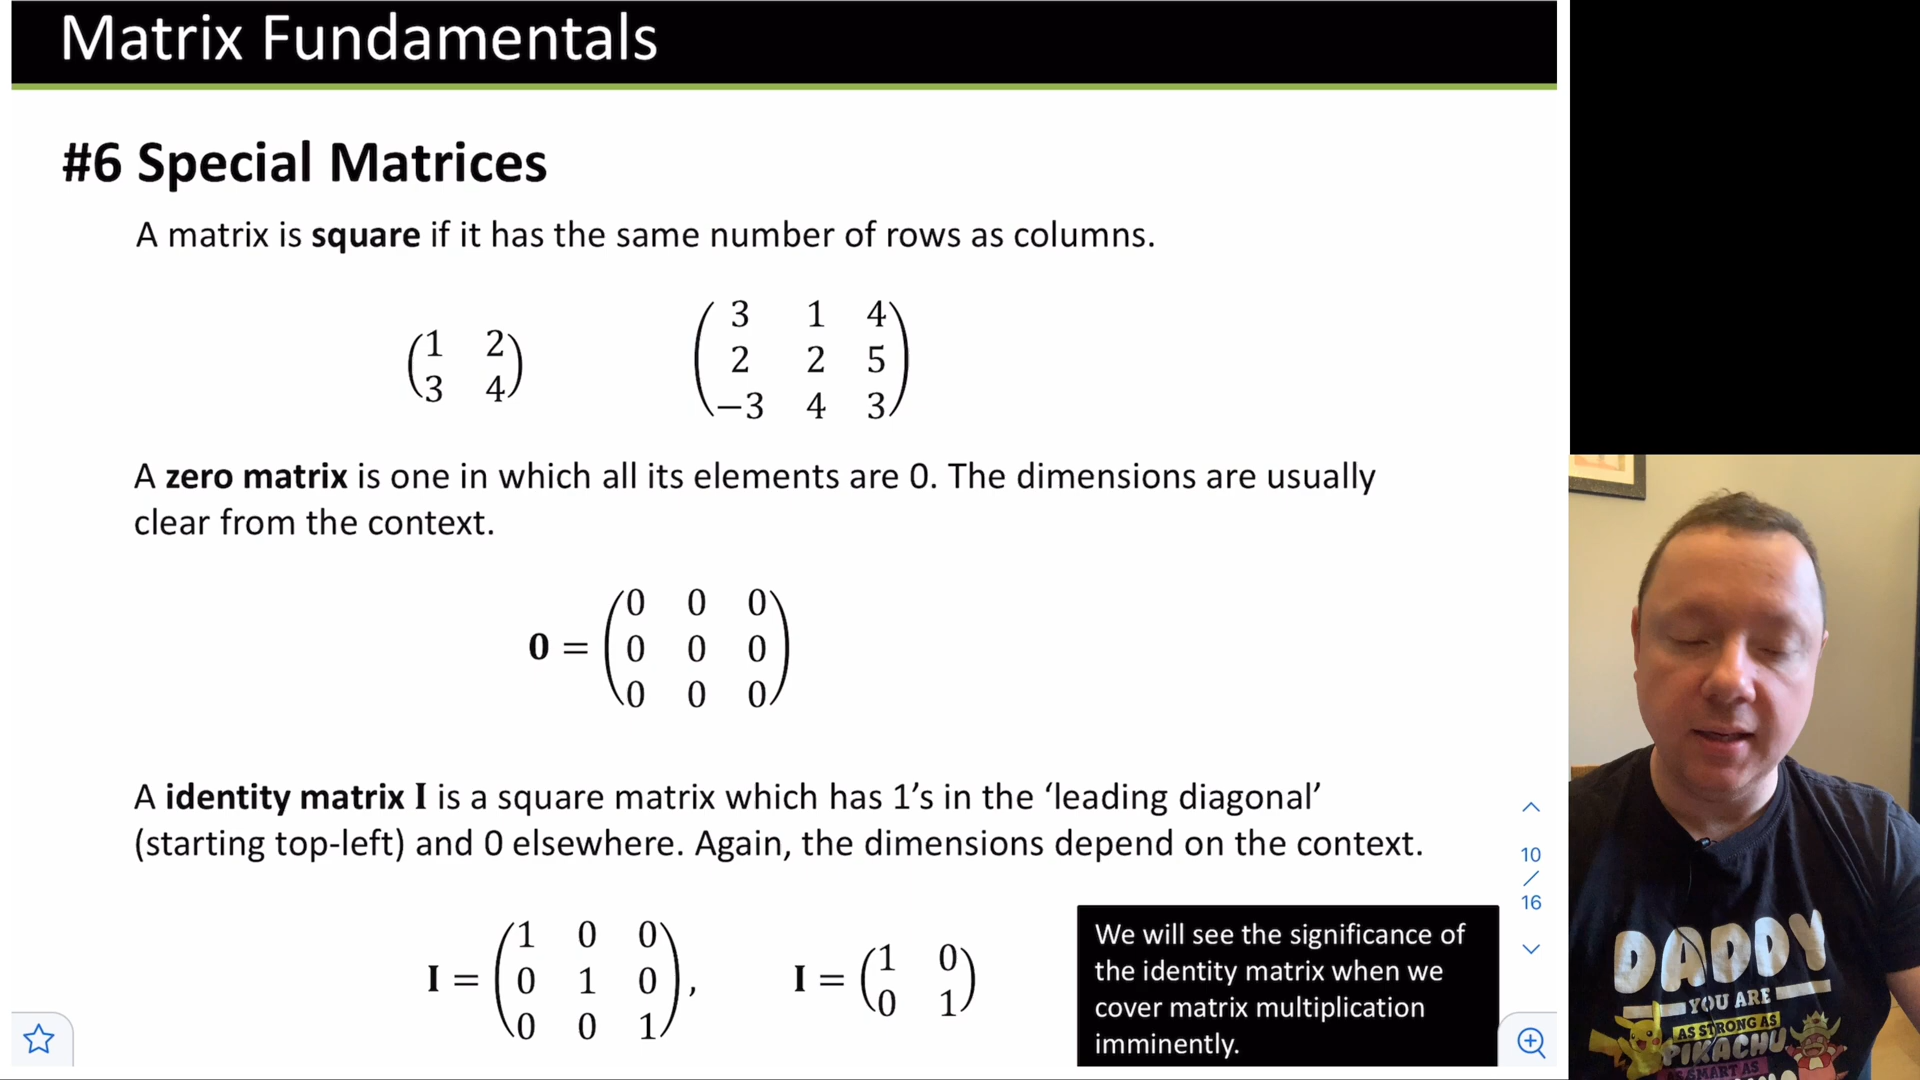 Matrix Fundamentals
#6 Special Matrices
A matrix is square if it has the same number of rows as columns.
(1 2
3 4)
(3 1 4
2 2 5
−3 4 3)
A zero matrix is one in which all its elements are 0. The dimensions are usually
clear from the context.
0 = (0 0 0
0 0 0
0 0 0)
A identity matrix I is a square matrix which has 1’s in the ‘leading diagonal’
(starting top-left) and 0 elsewhere. Again, the dimensions depend on the context.
I = (1 0 0
0 1 0
0 0 1),
I = (1 0
0 1)
We will see the significance of
the identity matrix when we
cover matrix multiplication
imminently.
10
/
16
DADDY
YOU ARE
AS STRONG AS
PIKACHU
AS SMART AS